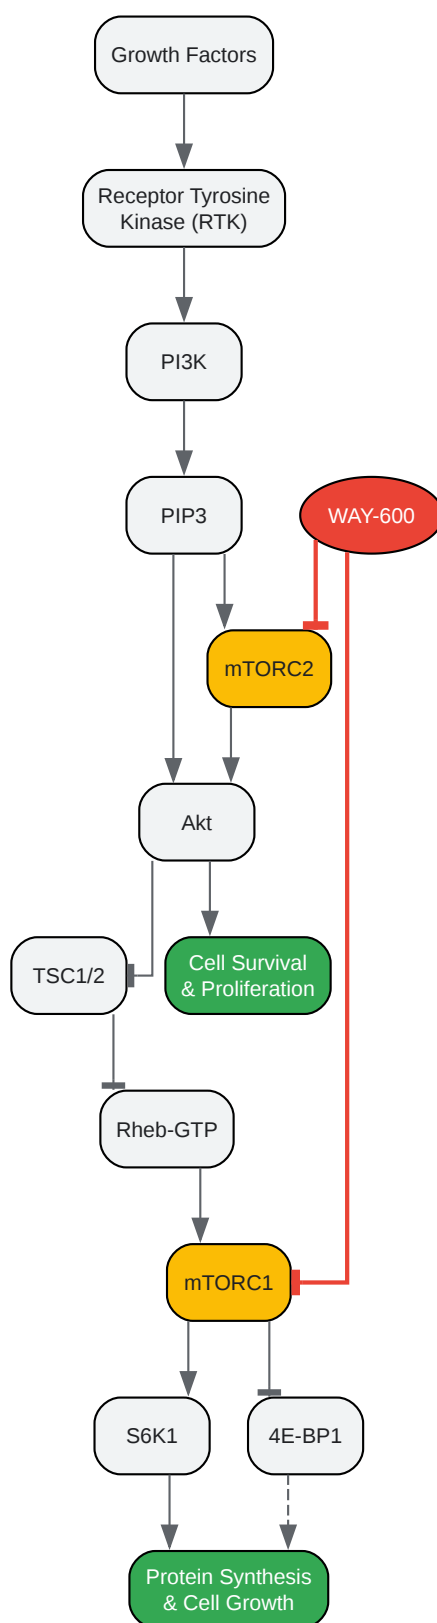 Growth Factors
Receptor Tyrosine
Kinase (RTK)
PI3K
PIP3
WAY-600
mTORC2
Akt
Cell Survival
& Proliferation
TSC1/2
Rheb-GTP
mTORC1
S6K1
4E-BP1
Protein Synthesis
& Cell Growth